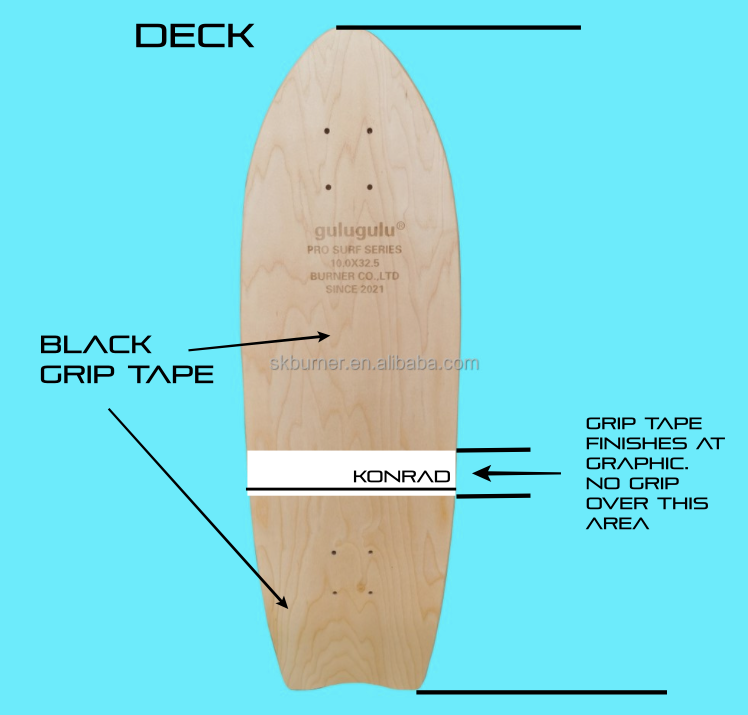 DECK
gulugulu®
PRO SURF SERIES
10.0X32.5
BURNER CO.,LTD
SINCE 2021
BLACK
GRIP TAPE
skburner.en.alibaba.com
GRIP TAPE
FINISHES AT
GRAPHIC.
NO GRIP
OVER THIS
AREA
KONRAD